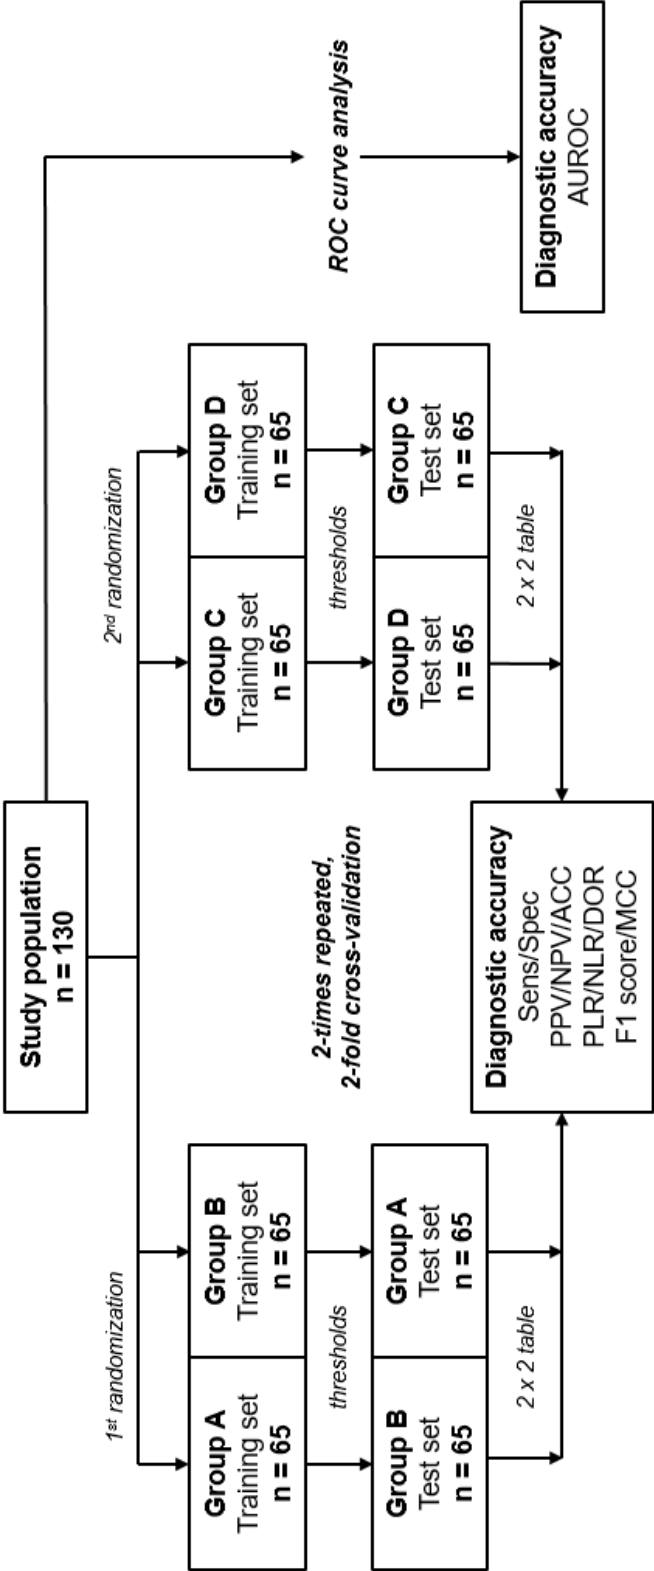 Study population
n = 130
1st randomization
2nd randomization
Group A
Training set
n = 65
Group B
Training set
n = 65
Group C
Training set
n = 65
Group D
Training set
n = 65
thresholds
thresholds
2-times repeated,
2-fold cross-validation
ROC curve analysis
Group B
Test set
n = 65
Group A
Test set
n = 65
Group D
Test set
n = 65
Group C
Test set
n = 65
2 x 2 table
2 x 2 table
Diagnostic accuracy
Sens/Spec
PPV/NPV/ACC
PLR/NLR/DOR
F1 score/MCC
Diagnostic accuracy
AUROC